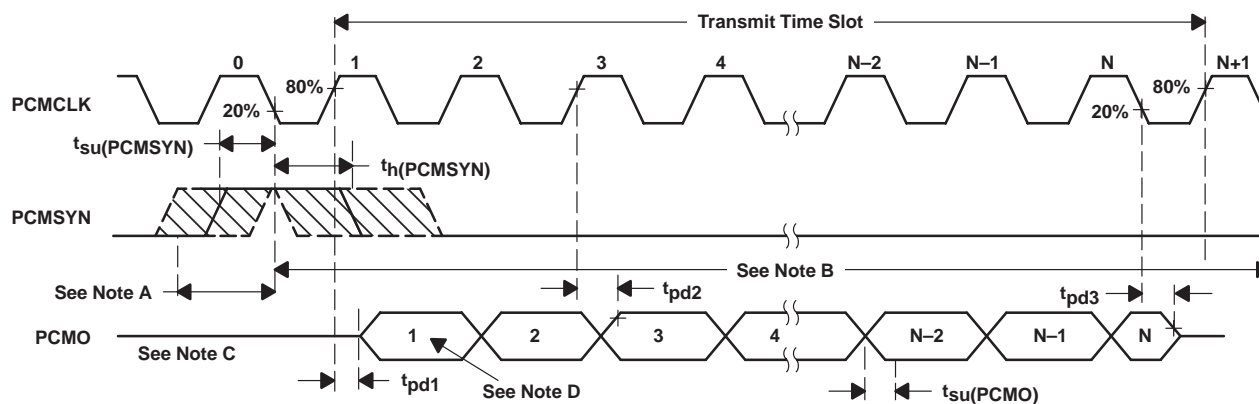 Transmit Time Slot
0 1 2 3 4 N–2 N–1 N N+1
PCMCLK
80%
20%
80%
20%
tsu(PCMSYN)
th(PCMSYN)
PCMSYN
See Note B
See Note A
tpd2
tpd3
PCMO
1 2 3 4 N–2 N–1 N
See Note C
tpd1
See Note D
tsu(PCMO)